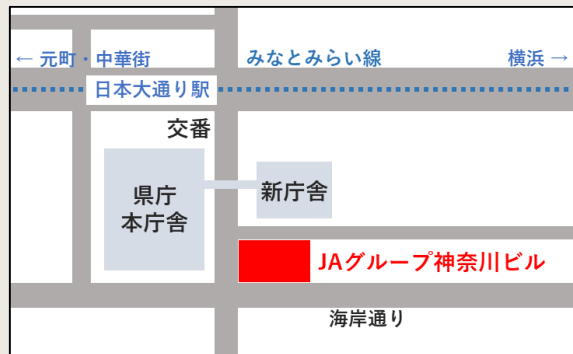 ← 元町・中華街
みなとみらい線
横浜 →
日本大通り駅
交番
県庁
本庁舎
新庁舎
JAグループ神奈川ビル
海岸通り